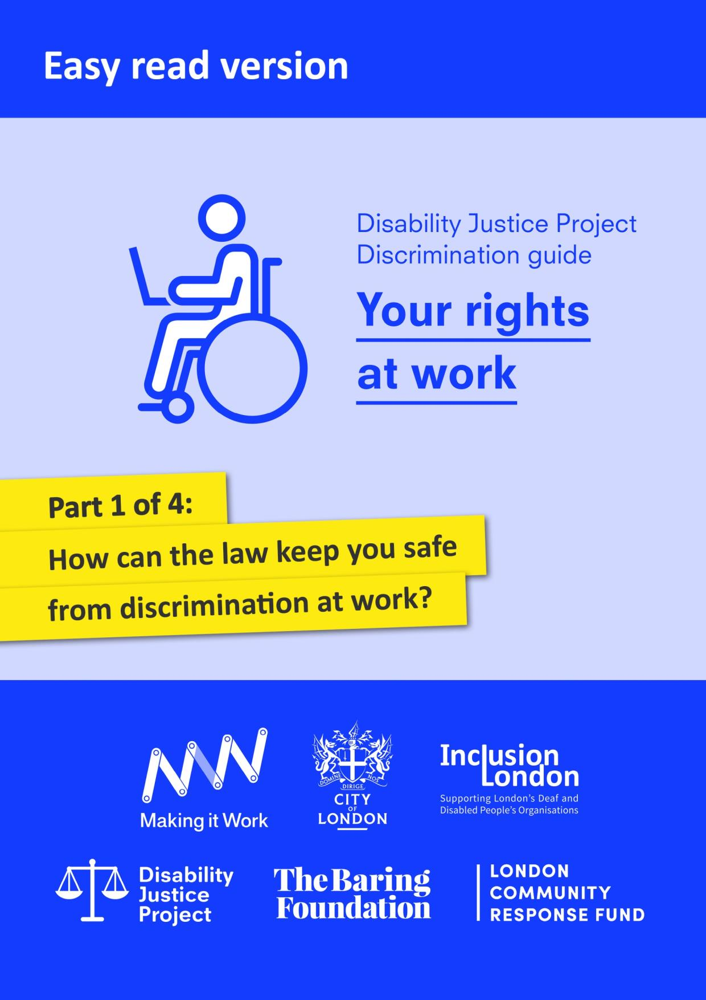 Easy read version
Disability Justice Project
Discrimination guide
Your rights
at work
Part 1 of 4:
How can the law keep you safe
from discrimination at work?
Making it Work
DOMINE DIRIGE NOS
CITY
OF
LONDON
Inclusion
London
Supporting London's Deaf and
Disabled People's Organisations
Disability
Justice
Project
The Baring
Foundation
LONDON
COMMUNITY
RESPONSE FUND